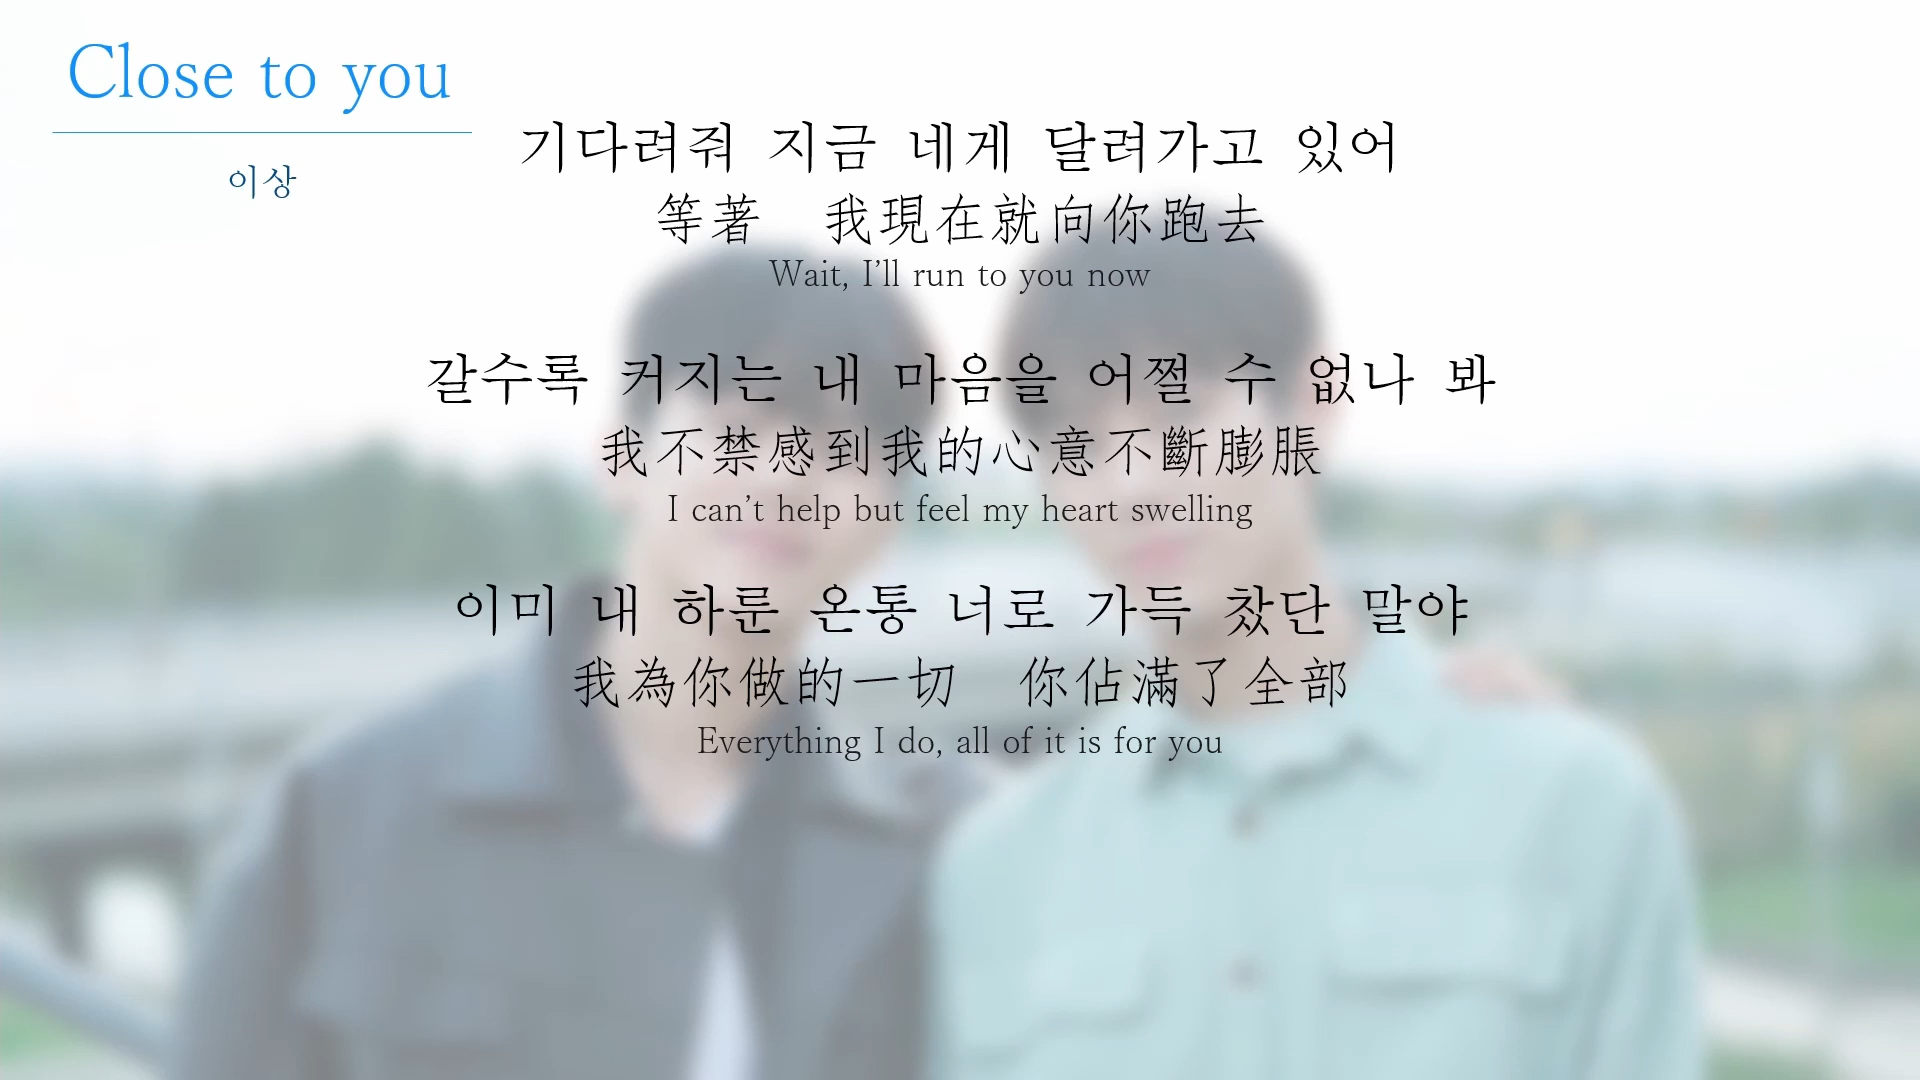 Close to you
이상
기다려줘 지금 네게 달려가고 있어
等著　我現在就向你跑去
Wait, I’ll run to you now
갈수록 커지는 내 마음을 어쩔 수 없나 봐
我不禁感到我的心意不斷膨脹
I can’t help but feel my heart swelling
이미 내 하룬 온통 너로 가득 찼단 말야
我為你做的一切　你佔滿了全部
Everything I do, all of it is for you